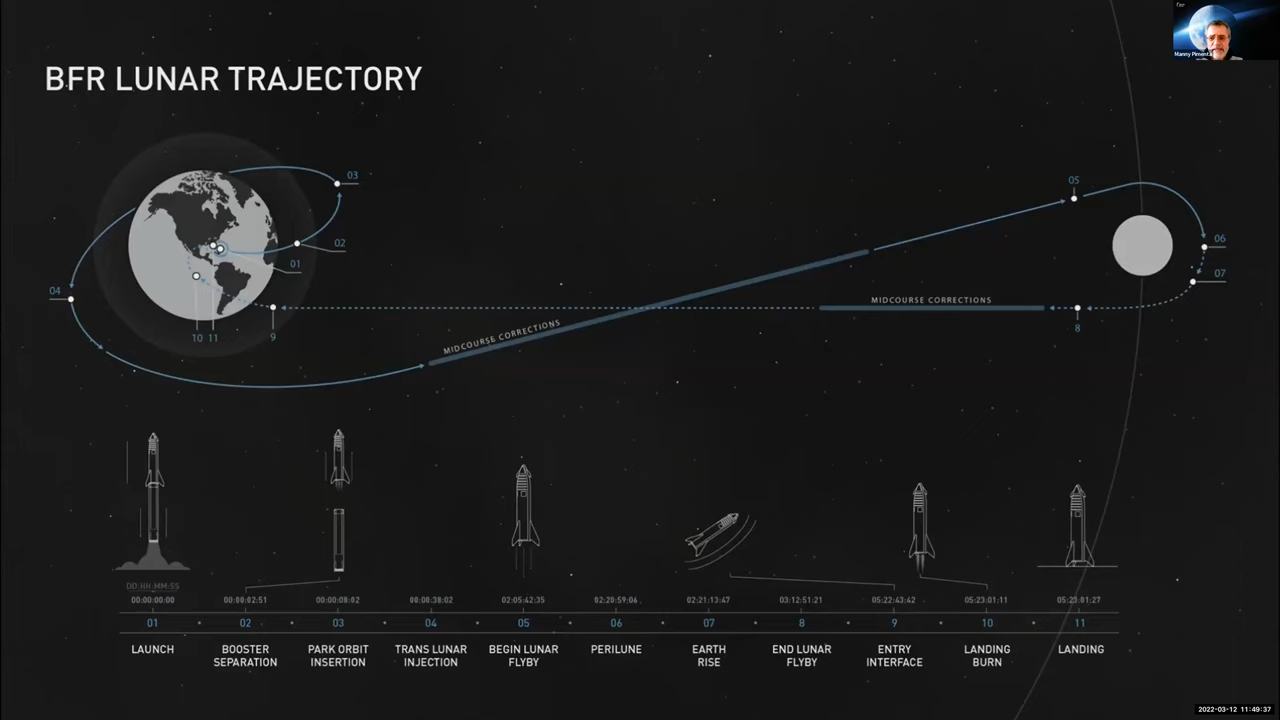 Manny Pimenta
BFR LUNAR TRAJECTORY
03
02
01
04
10
11
9
MIDCOURSE CORRECTIONS
05
06
07
MIDCOURSE CORRECTIONS
8
DD:HH:MM:SS
00:00:00:00
00:00:02:51
00:00:08:02
00:00:38:02
02:05:42:35
02:20:59:06
02:21:13:47
03:12:51:21
05:22:43:42
05:23:01:11
05:23:01:27
01
02
03
04
05
06
07
8
9
10
11
LAUNCH
BOOSTER
SEPARATION
PARK ORBIT
INSERTION
TRANS LUNAR
INJECTION
BEGIN LUNAR
FLYBY
PERILUNE
EARTH
RISE
END LUNAR
FLYBY
ENTRY
INTERFACE
LANDING
BURN
LANDING
2022-03-12 11:49:37